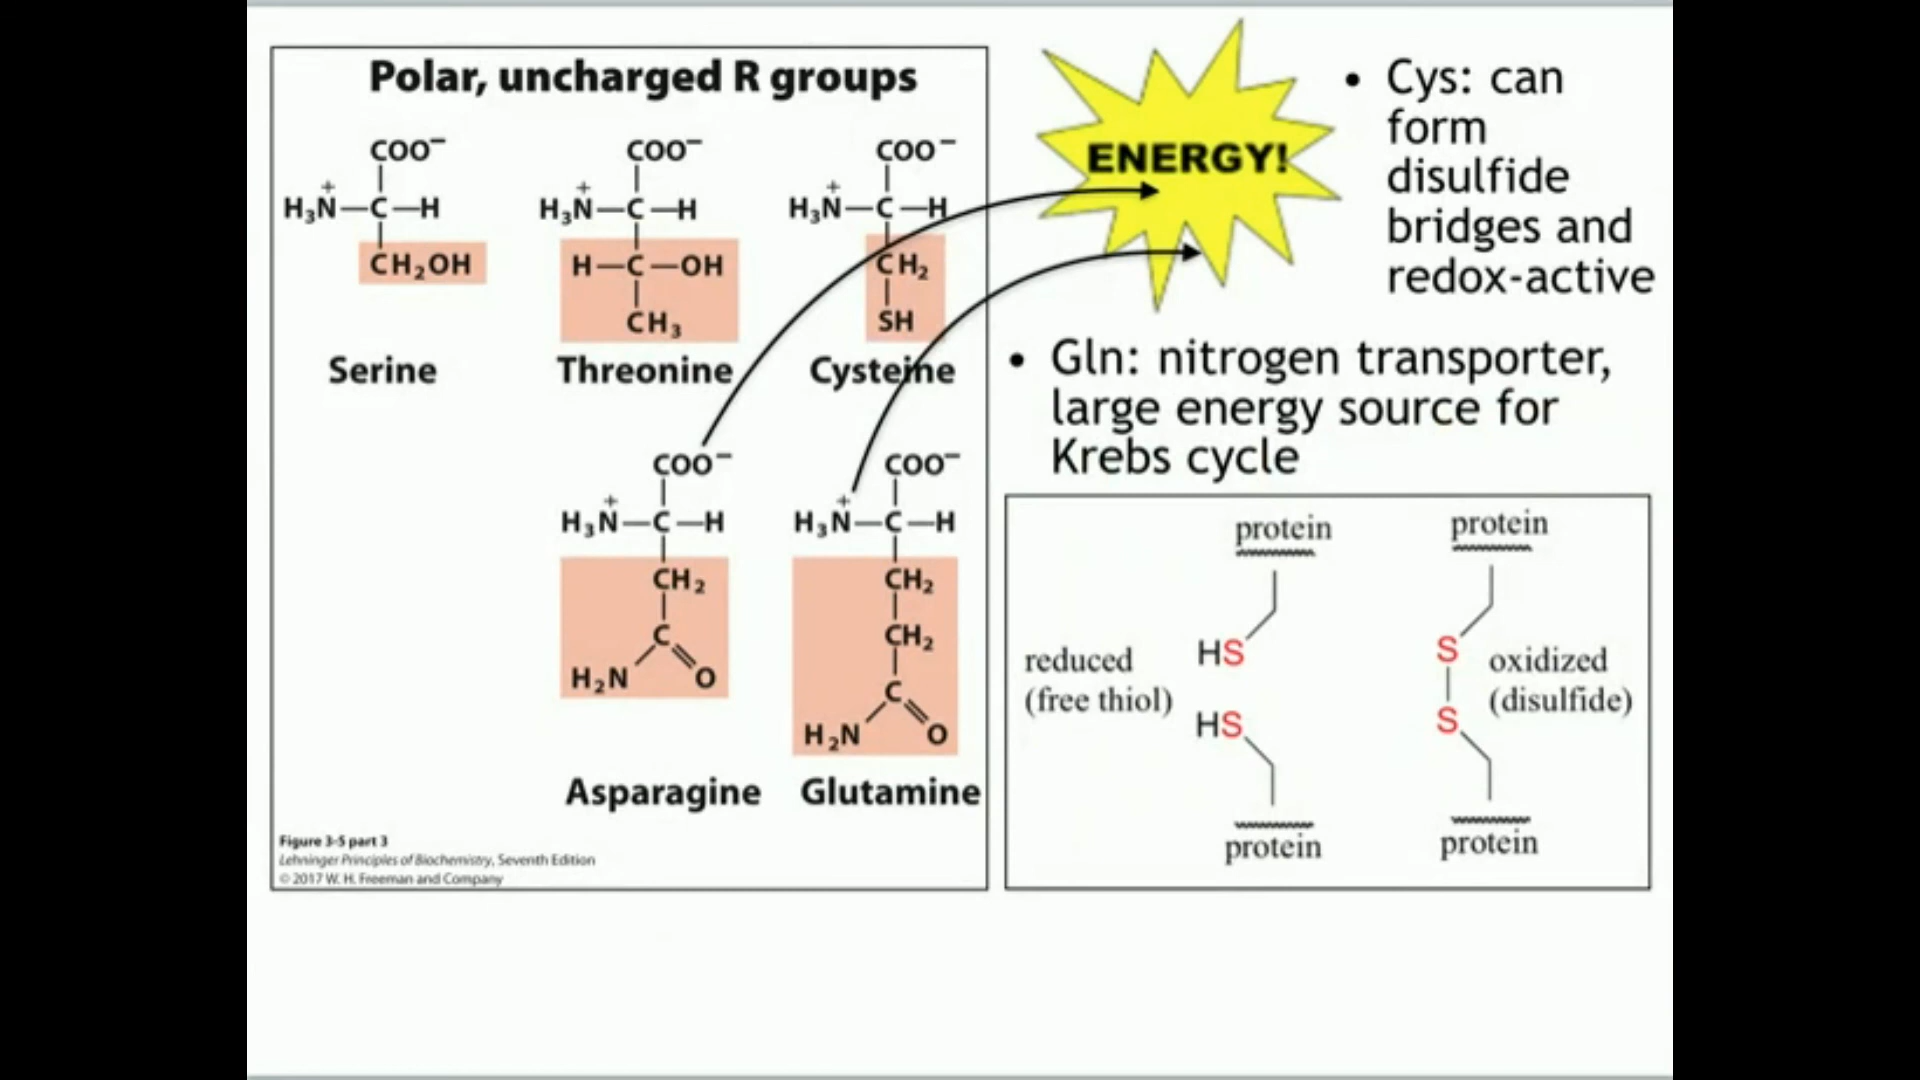 Polar, uncharged R groups
COO⁻
H₃N⁺—C—H
CH₂OH
Serine
COO⁻
H₃N⁺—C—H
H—C—OH
CH₃
Threonine
COO⁻
H₃N⁺—C—H
CH₂
SH
Cysteine
COO⁻
H₃N⁺—C—H
CH₂
C
H₂N O
Asparagine
COO⁻
H₃N⁺—C—H
CH₂
CH₂
C
H₂N O
Glutamine
Figure 3-5 part 3
Lehninger Principles of Biochemistry, Seventh Edition
© 2017 W. H. Freeman and Company
ENERGY!
• Cys: can
form
disulfide
bridges and
redox-active
• Gln: nitrogen transporter,
large energy source for
Krebs cycle
protein
reduced
(free thiol)
HS
HS
protein
protein
S
S
oxidized
(disulfide)
protein